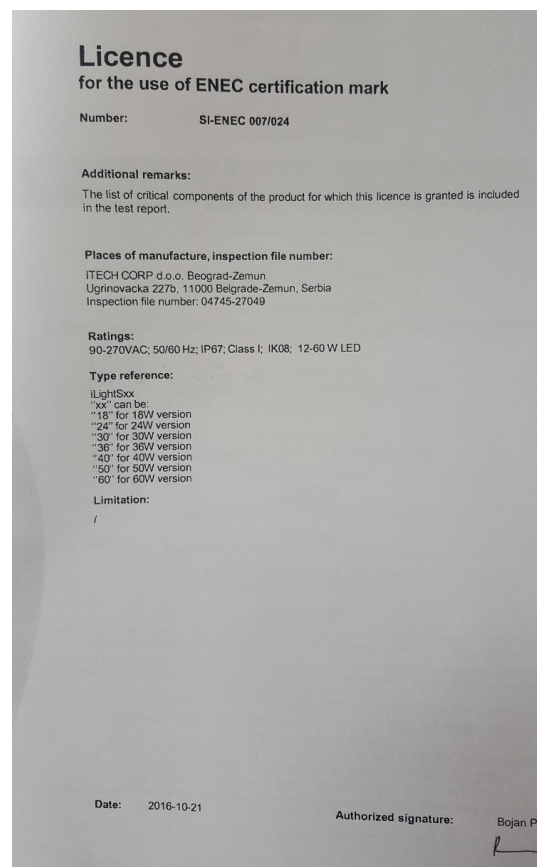 Licence
for the use of ENEC certification mark
Number: SI-ENEC 007/024
Additional remarks:
The list of critical components of the product for which this licence is granted is included
in the test report.
Places of manufacture, inspection file number:
ITECH CORP d.o.o. Beograd-Zemun
Ugrinovacka 227b, 11000 Belgrade-Zemun, Serbia
Inspection file number: 04745-27049
Ratings:
90-270VAC; 50/60 Hz; IP67; Class I; IK08; 12-60 W LED
Type reference:
iLightSxx
"xx" can be:
"18" for 18W version
"24" for 24W version
"30" for 30W version
"36" for 36W version
"40" for 40W version
"50" for 50W version
"60" for 60W version
Limitation:
/
Date: 2016-10-21
Authorized signature: Bojan P